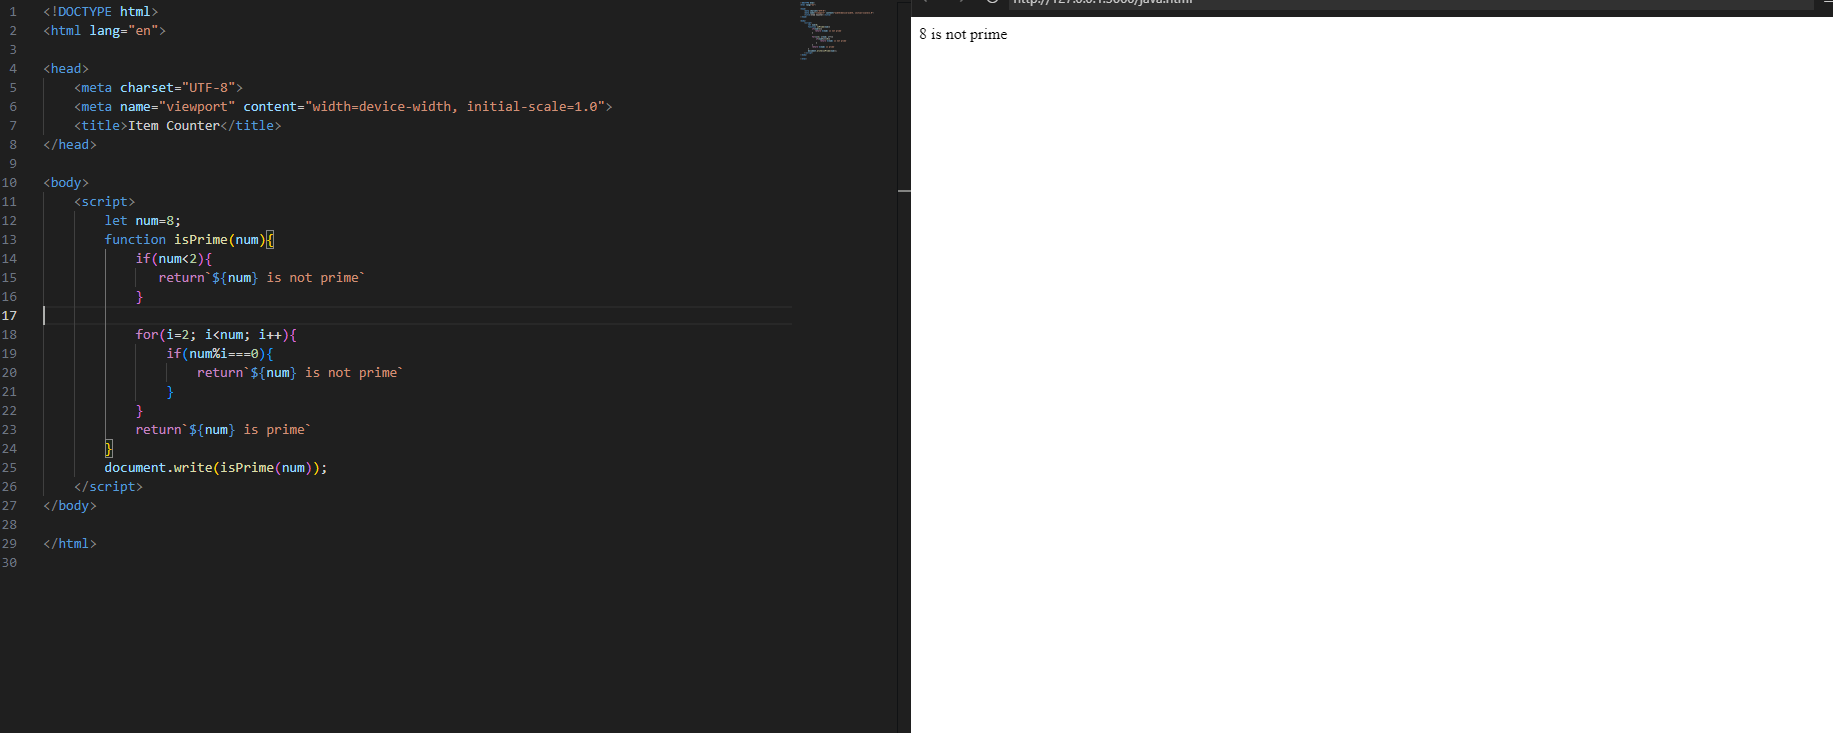 1 <!DOCTYPE html>
2 <html lang="en">
3
4 <head>
5     <meta charset="UTF-8">
6     <meta name="viewport" content="width=device-width, initial-scale=1.0">
7     <title>Item Counter</title>
8 </head>
9
10 <body>
11     <script>
12         let num=8;
13         function isPrime(num){
14             if(num<2){
15                return`${num} is not prime`
16             }
17
18             for(i=2; i<num; i++){
19                 if(num%i===0){
20                     return`${num} is not prime`
21                 }
22             }
23             return`${num} is prime`
24         }
25         document.write(isPrime(num));
26     </script>
27 </body>
28
29 </html>
30
8 is not prime